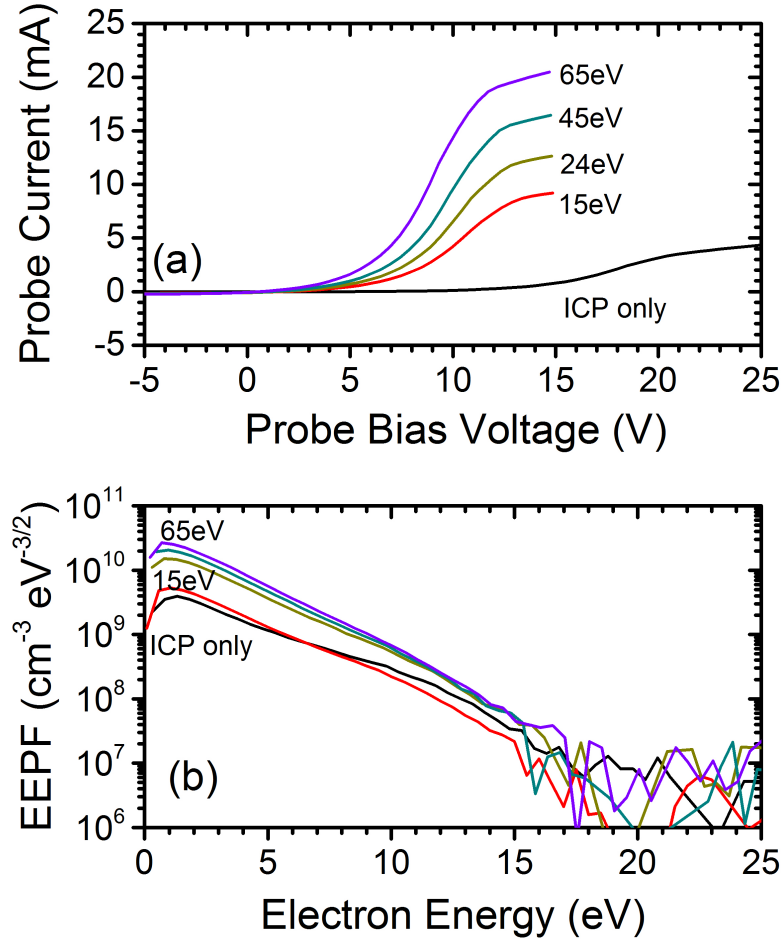 25
20
15
10
5
0
-5
Probe Current (mA)
65eV
45eV
24eV
15eV
(a)
ICP only
-5 0 5 10 15 20 25
Probe Bias Voltage (V)
10^11
10^10
10^9
10^8
10^7
10^6
EEPF (cm^-3 eV^-3/2)
65eV
15eV
ICP only
(b)
0 5 10 15 20 25
Electron Energy (eV)